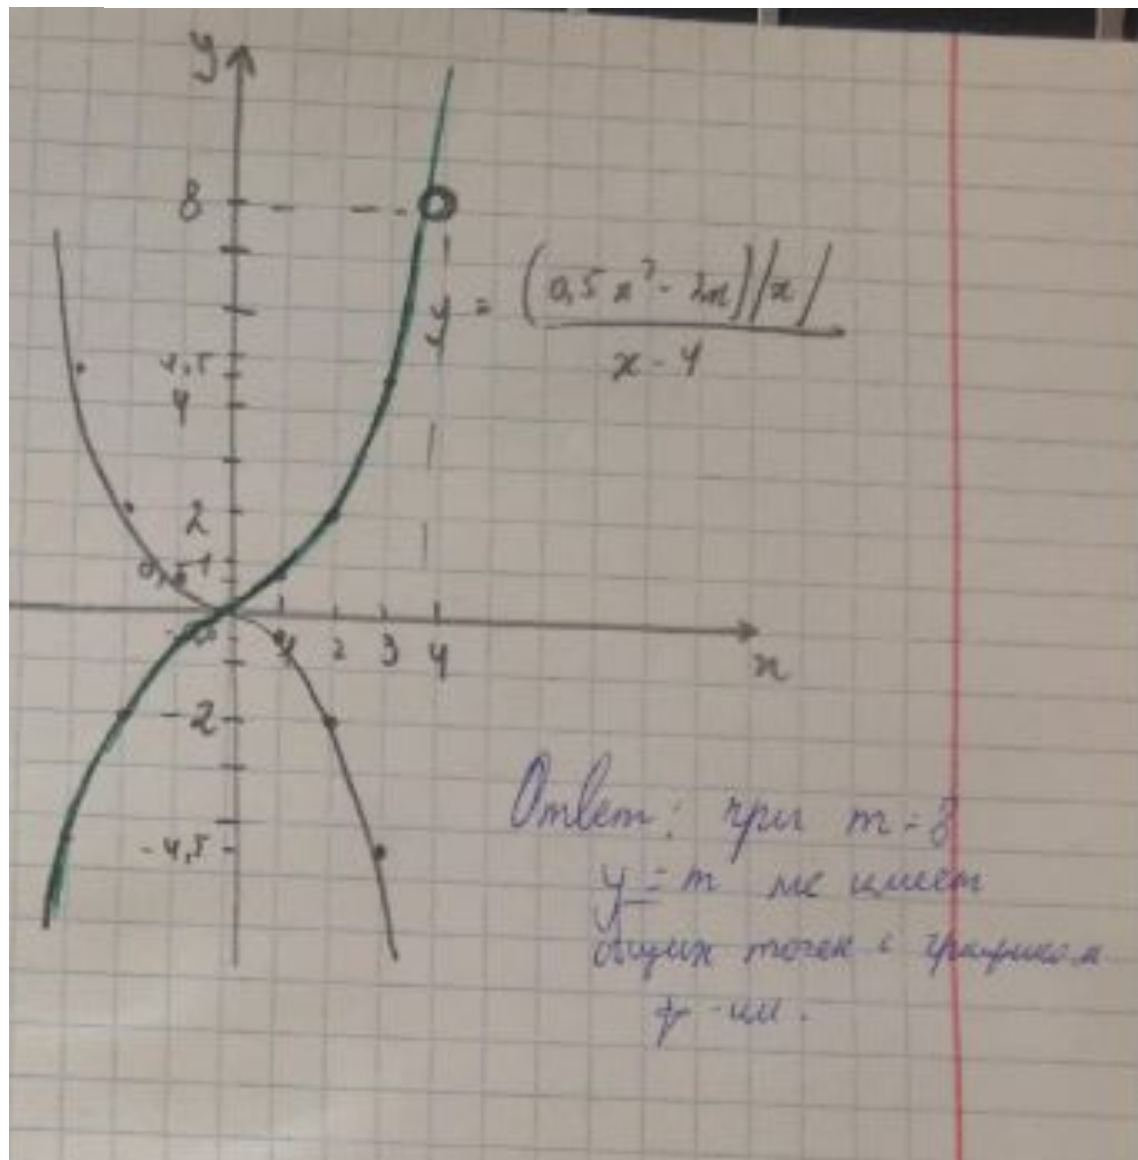 y
8
y = (0,5x² - 2x)|x| / x - 4
4,5
4
2
1
0,5
1 2 3 4
x
-2
-4,5
Ответ: при m = 8
y = m не имеет
общих точек с графиком
ф-ии.